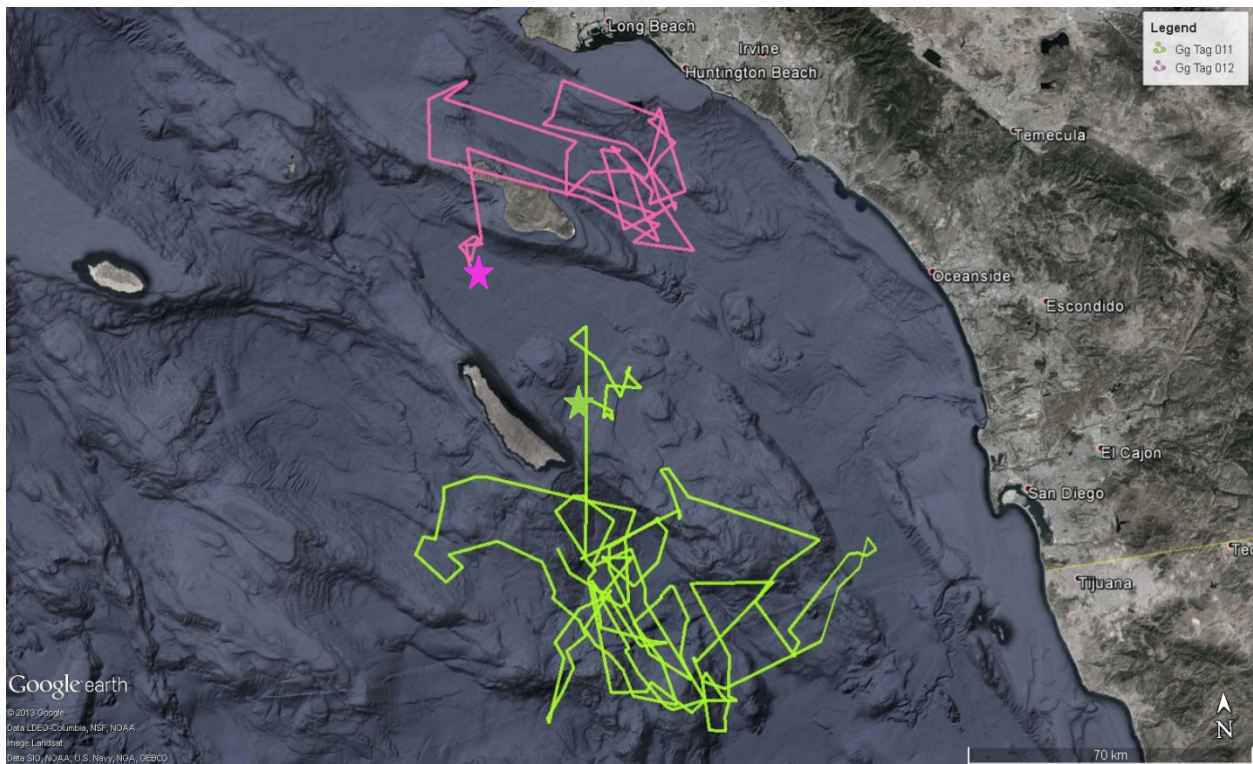 Legend
Gg Tag 011
Gg Tag 012
Long Beach
Irvine
Huntington Beach
Temecula
Oceanside
Escondido
El Cajon
San Diego
Tec
Tijuana
Google earth
© 2013 Google
Data LDEO-Columbia, NSF, NOAA
Image Landsat
Data SIO, NOAA, U.S. Navy, NGA, GEBCO
70 km
N